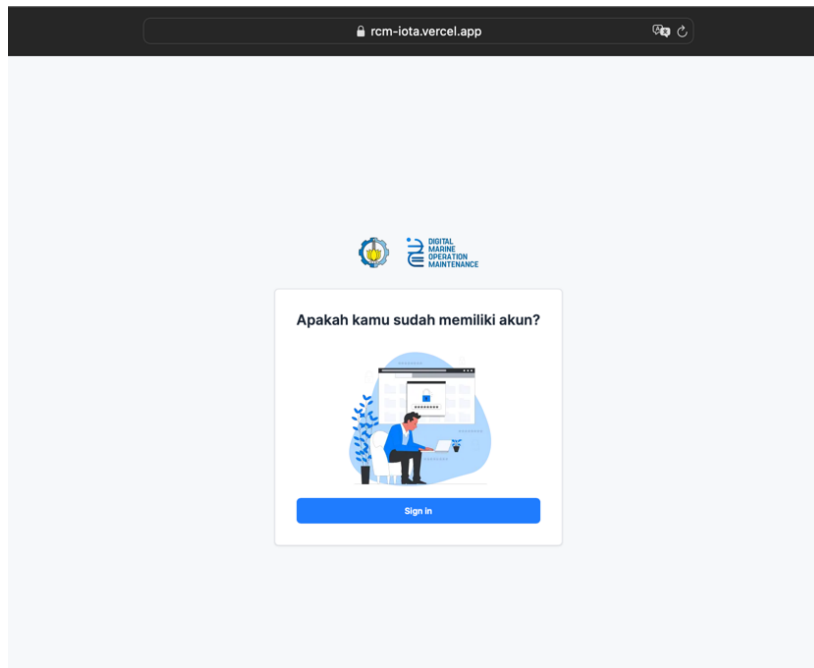 rcm-iota.vercel.app
DIGITAL
MARINE
OPERATION
MAINTENANCE
Apakah kamu sudah memiliki akun?
Sign in